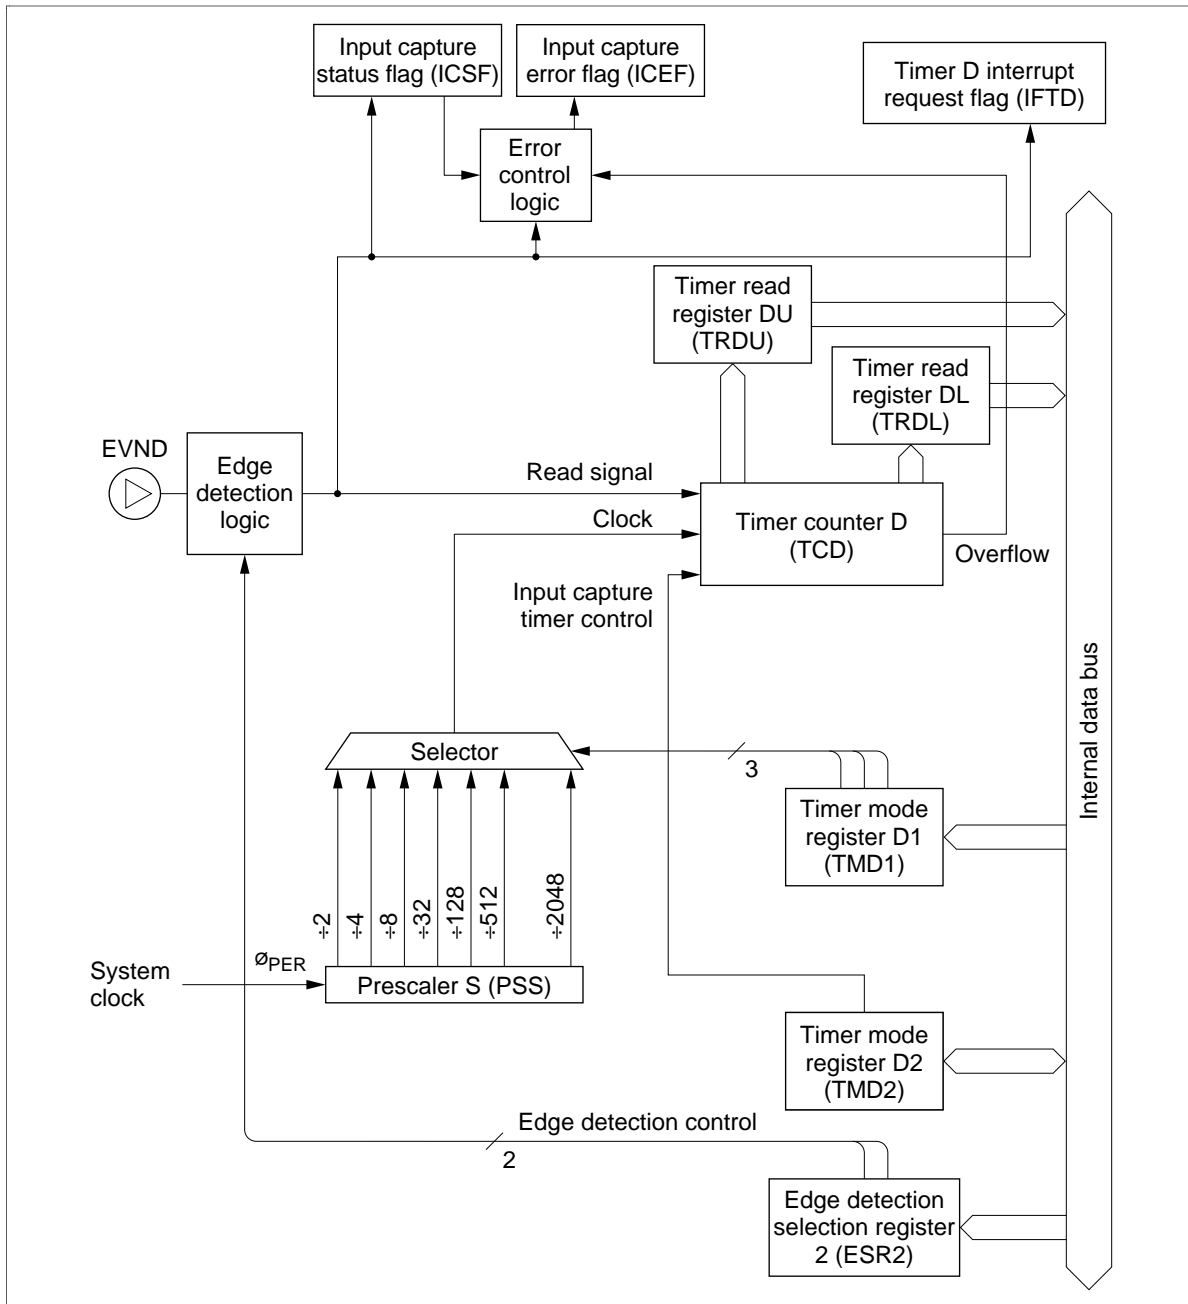 Input capture
status flag (ICSF)
Input capture
error flag (ICEF)
Timer D interrupt
request flag (IFTD)
Error
control
logic
Timer read
register DU
(TRDU)
Timer read
register DL
(TRDL)
EVND
Edge
detection
logic
Read signal
Clock
Timer counter D
(TCD)
Overflow
Input capture
timer control
Internal data bus
Selector
3
Timer mode
register D1
(TMD1)
÷2
÷4
÷8
÷32
÷128
÷512
÷2048
System
clock
øPER
Prescaler S (PSS)
Timer mode
register D2
(TMD2)
Edge detection control
2
Edge detection
selection register
2 (ESR2)